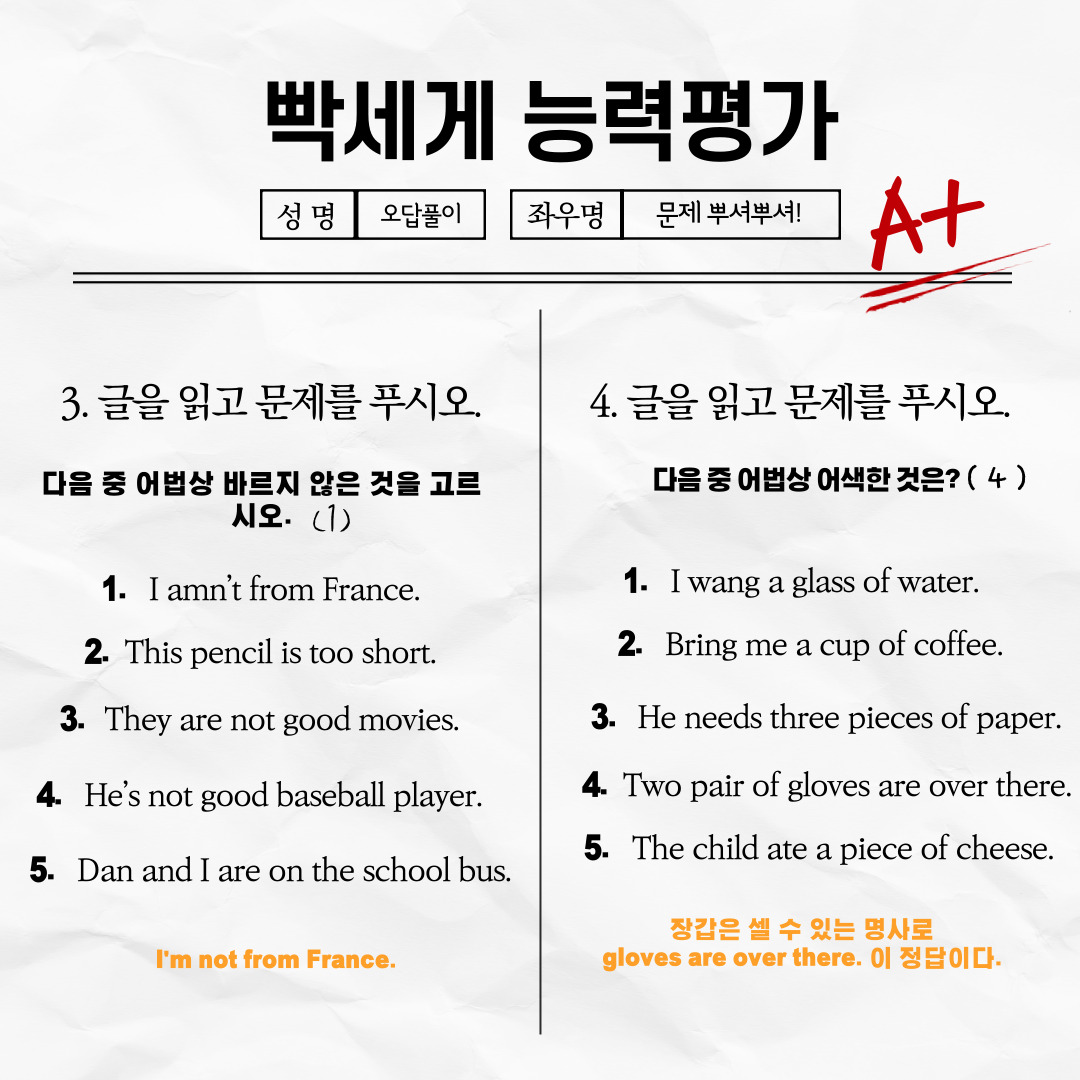 빡세게 능력평가
성 명 오답풀이 좌우명 문제 뿌셔뿌셔!
A+
3. 글을 읽고 문제를 푸시오.
다음 중 어법상 바르지 않은 것을 고르
시오. (1)
1. I amn’t from France.
2. This pencil is too short.
3. They are not good movies.
4. He’s not good baseball player.
5. Dan and I are on the school bus.
I'm not from France.
4. 글을 읽고 문제를 푸시오.
다음 중 어법상 어색한 것은? ( 4 )
1. I wang a glass of water.
2. Bring me a cup of coffee.
3. He needs three pieces of paper.
4. Two pair of gloves are over there.
5. The child ate a piece of cheese.
장갑은 셀 수 있는 명사로
gloves are over there. 이 정답이다.